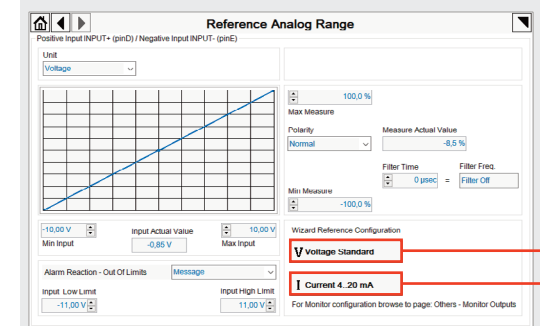 Reference Analog Range
Positive Input INPUT+ (pinD) / Negative Input INPUT- (pinE)
Unit
Voltage
100,0 %
Max Measure
Polarity
Measure Actual Value
Normal
-8,5 %
Filter Time
Filter Freq.
0 µsec = Filter Off
Min Measure
-100,0 %
-10,00 V
Input Actual Value
10,00 V
Min Input
-0,85 V
Max Input
Wizard Reference Configuration
V Voltage Standard
I Current 4..20 mA
For Monitor configuration browse to page: Others - Monitor Outputs
Alarm Reaction - Out Of Limits
Message
Input Low Limit
Input High Limit
-11,00 V
11,00 V